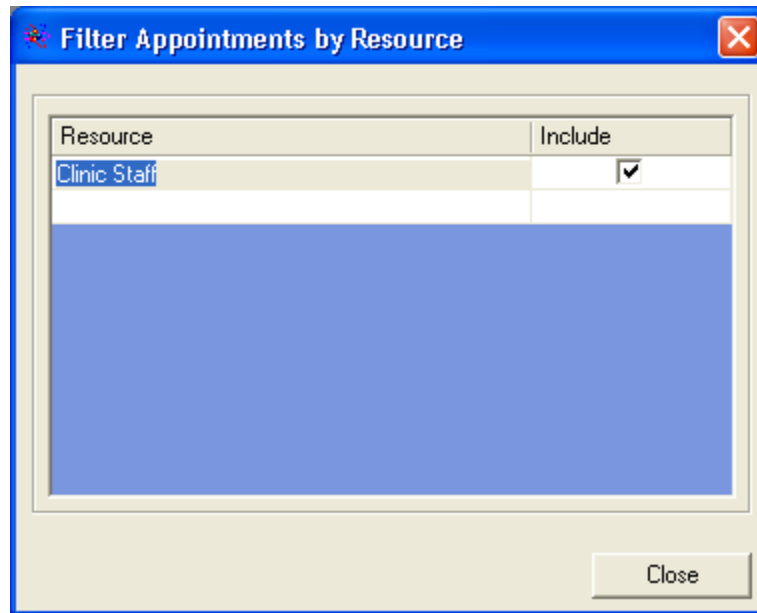 Filter Appointments by Resource
Resource Include
Clinic Staff
Close